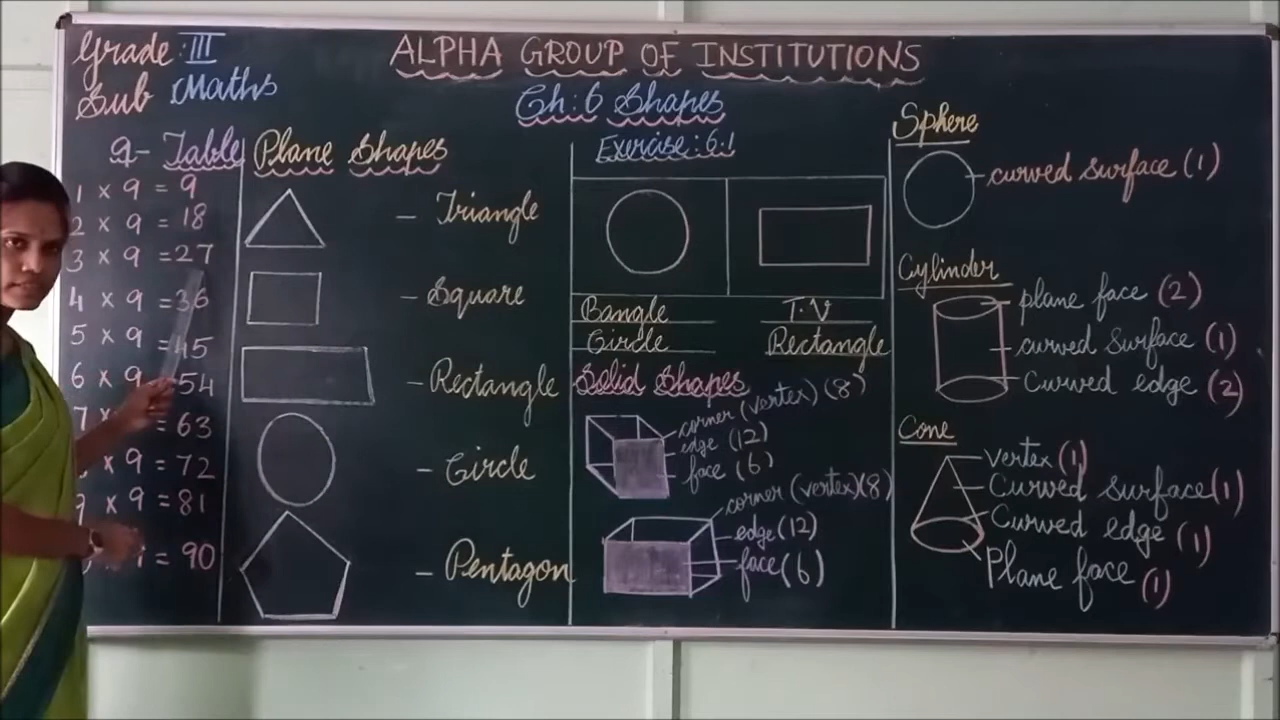 Grade : III
Sub Maths
ALPHA GROUP OF INSTITUTIONS
Ch: 6 Shapes
9 - Table
1 × 9 = 9
2 × 9 = 18
3 × 9 = 27
4 × 9 = 36
5 × 9 = 45
6 × 9 = 54
7 × = 63
× 9 = 72
9 × 9 = 81
= 90
Plane Shapes
- Triangle
- Square
- Rectangle
- Circle
- Pentagon
Exercise: 6.1
Bangle
Circle
T.V
Rectangle
Solid Shapes
corner (vertex) (8)
edge (12)
face (6)
corner (vertex) (8)
edge (12)
face (6)
Sphere
curved surface (1)
Cylinder
plane face (2)
curved surface (1)
Curved edge (2)
Cone
vertex (1)
Curved surface (1)
Curved edge (1)
Plane face (1)